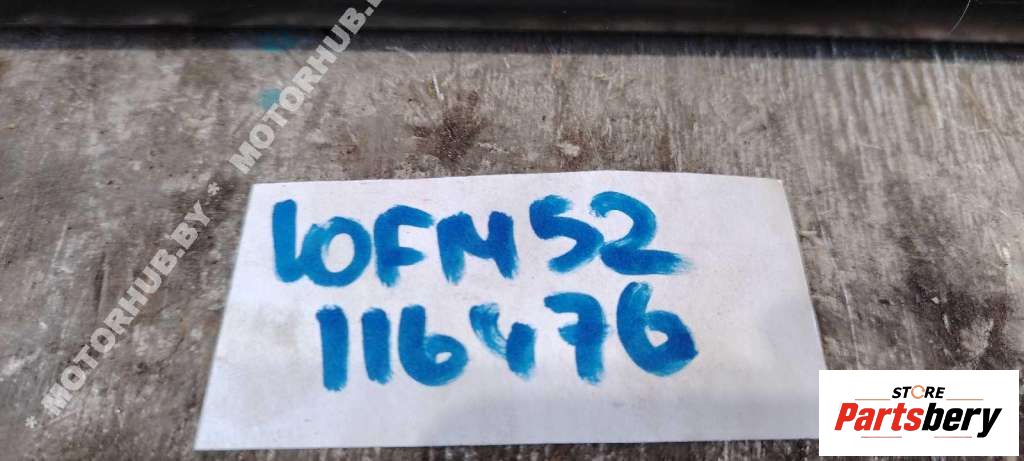 * MOTORHUB.BY * MOTORHUB.BY
10FM52
116476
STORE
Partsbery